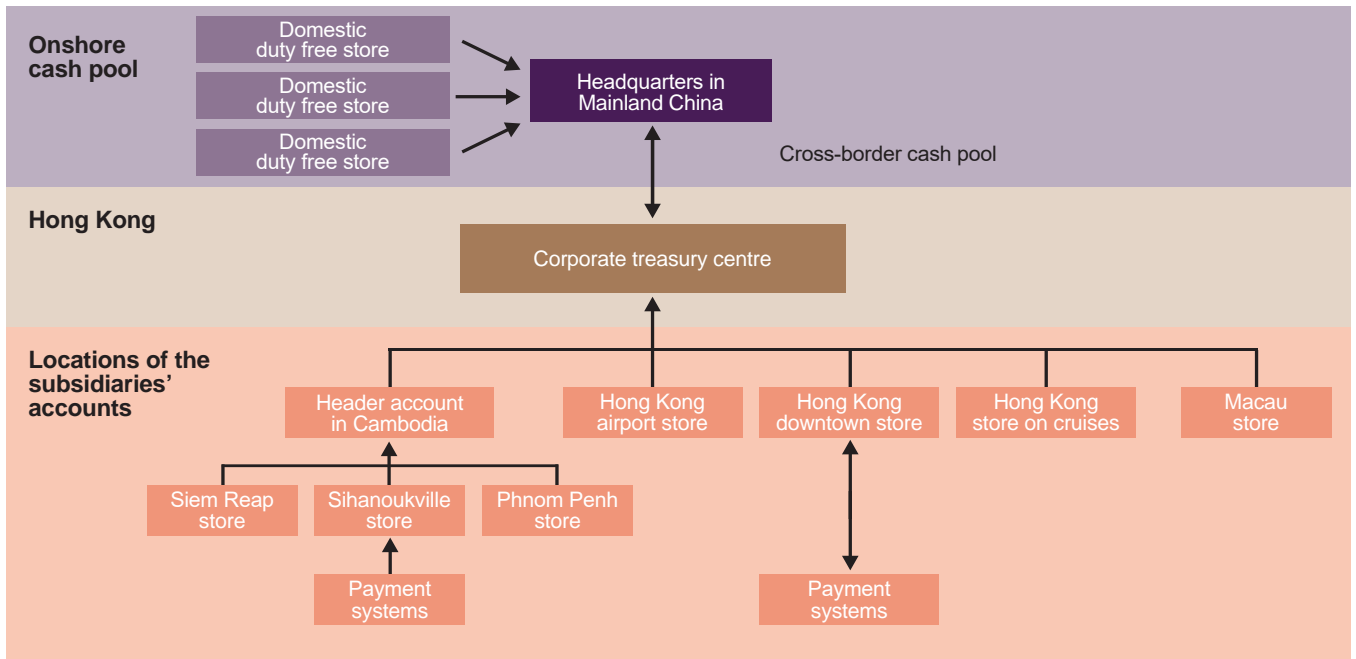 Onshore
cash pool
Domestic
duty free store
Domestic
duty free store
Domestic
duty free store
Headquarters in
Mainland China
Cross-border cash pool
Hong Kong
Corporate treasury centre
Locations of the
subsidiaries’
accounts
Header account
in Cambodia
Hong Kong
airport store
Hong Kong
downtown store
Hong Kong
store on cruises
Macau
store
Siem Reap
store
Sihanoukville
store
Phnom Penh
store
Payment
systems
Payment
systems